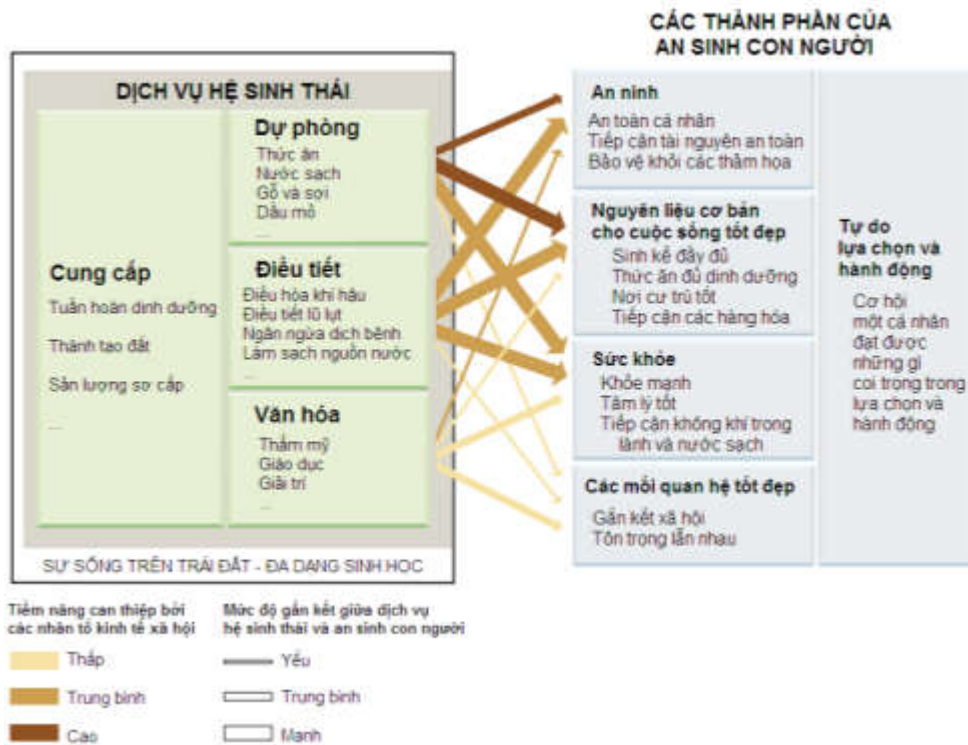 CÁC THÀNH PHẦN CỦA
AN SINH CON NGƯỜI
DỊCH VỤ HỆ SINH THÁI
Cung cấp
Tuần hoàn dinh dưỡng
Thành tạo đất
Sản lượng sơ cấp
...
Dự phòng
Thức ăn
Nước sạch
Gỗ và sợi
Dầu mỏ
...
Điều tiết
Điều hòa khí hậu
Điều tiết lũ lụt
Ngăn ngừa dịch bệnh
Làm sạch nguồn nước
...
Văn hóa
Thẩm mỹ
Giáo dục
Giải trí
...
SỰ SỐNG TRÊN TRÁI ĐẤT - ĐA DẠNG SINH HỌC
An ninh
An toàn cá nhân
Tiếp cận tài nguyên an toàn
Bảo vệ khỏi các thảm họa
Nguyên liệu cơ bản
cho cuộc sống tốt đẹp
Sinh kế đầy đủ
Thức ăn đủ dinh dưỡng
Nơi cư trú tốt
Tiếp cận các hàng hóa
Sức khỏe
Khỏe mạnh
Tâm lý tốt
Tiếp cận không khí trong
lành và nước sạch
Các mối quan hệ tốt đẹp
Gắn kết xã hội
Tôn trọng lẫn nhau
Tự do
lựa chọn và
hành động
Cơ hội
một cá nhân
đạt được
những gì
coi trọng trong
lựa chọn và
hành động
Tiềm năng can thiệp bởi
các nhân tố kinh tế xã hội
Thấp
Trung bình
Cao
Mức độ gắn kết giữa dịch vụ
hệ sinh thái và an sinh con người
Yếu
Trung bình
Mạnh